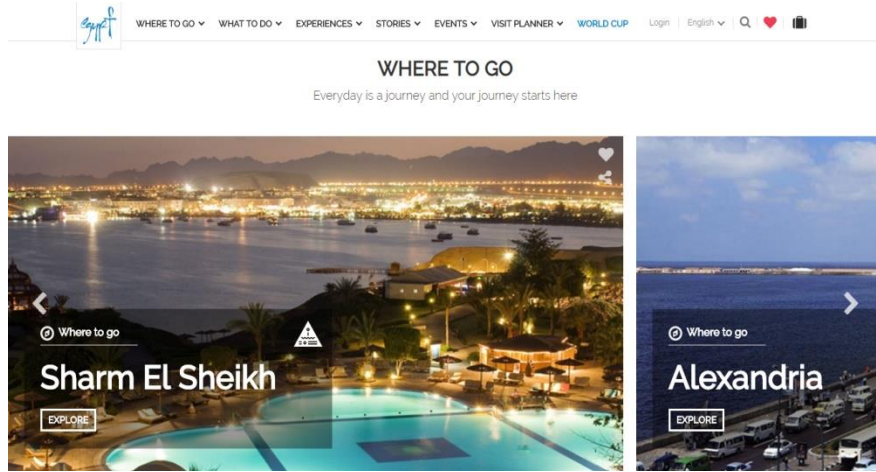 egypt
WHERE TO GO WHAT TO DO EXPERIENCES STORIES EVENTS VISIT PLANNER WORLD CUP Login English
WHERE TO GO
Everyday is a journey and your journey starts here
Where to go
Sharm El Sheikh
EXPLORE
Where to go
Alexandria
EXPLORE